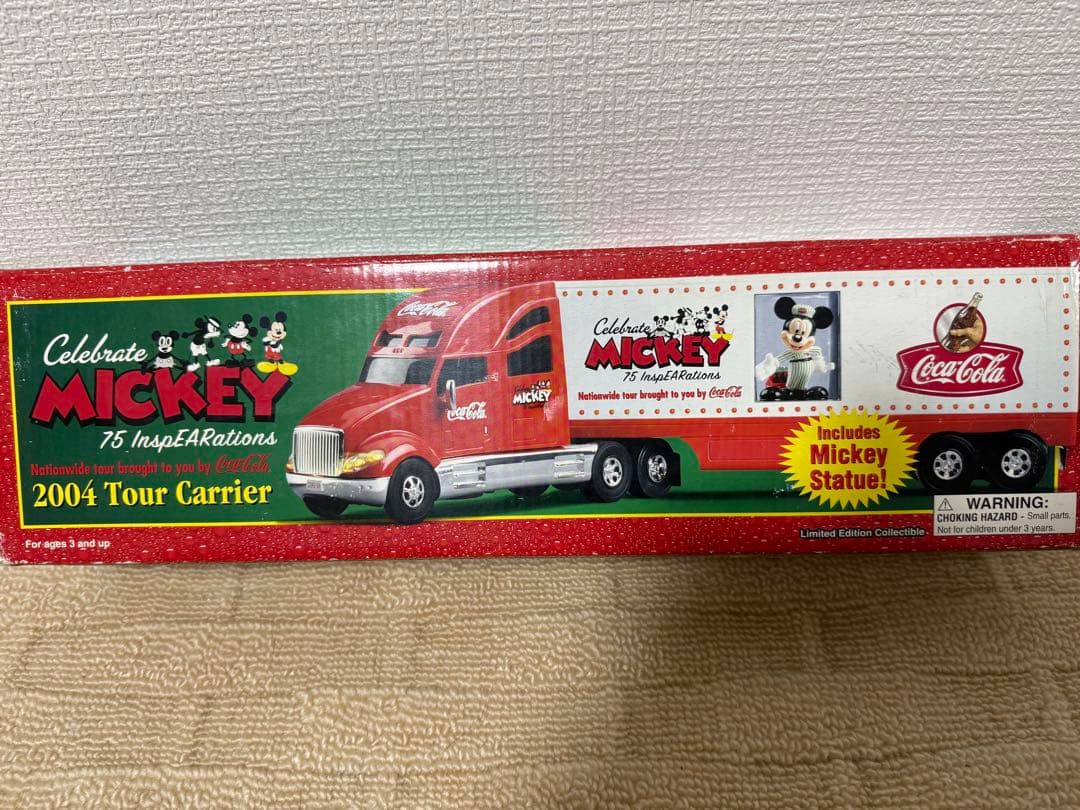 Celebrate
MICKEY
75 InspEARations
Nationwide tour brought to you by Coca-Cola.
2004 Tour Carrier
For ages 3 and up
Coca-Cola
Coca-Cola
MICKEY
Celebrate
MICKEY
75 InspEARations
Nationwide tour brought to you by Coca-Cola
Coca-Cola
Includes
Mickey
Statue!
WARNING:
CHOKING HAZARD - Small parts.
Not for children under 3 years.
Limited Edition Collectible